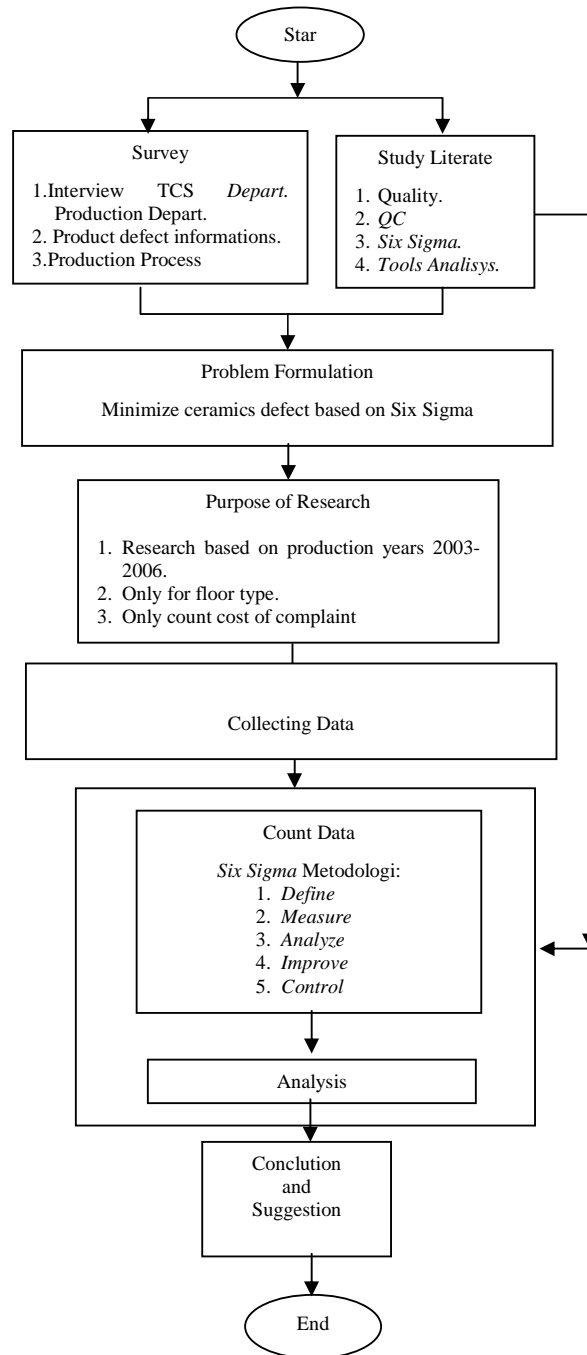 Star
Survey
1.Interview TCS Depart.
Production Depart.
2. Product defect informations.
3.Production Process
Study Literate
1. Quality.
2. QC
3. Six Sigma.
4. Tools Analisys.
Problem Formulation
Minimize ceramics defect based on Six Sigma
Purpose of Research
1. Research based on production years 2003-
2006.
2. Only for floor type.
3. Only count cost of complaint
Collecting Data
Count Data
Six Sigma Metodologi:
1. Define
2. Measure
3. Analyze
4. Improve
5. Control
Analysis
Conclution
and
Suggestion
End